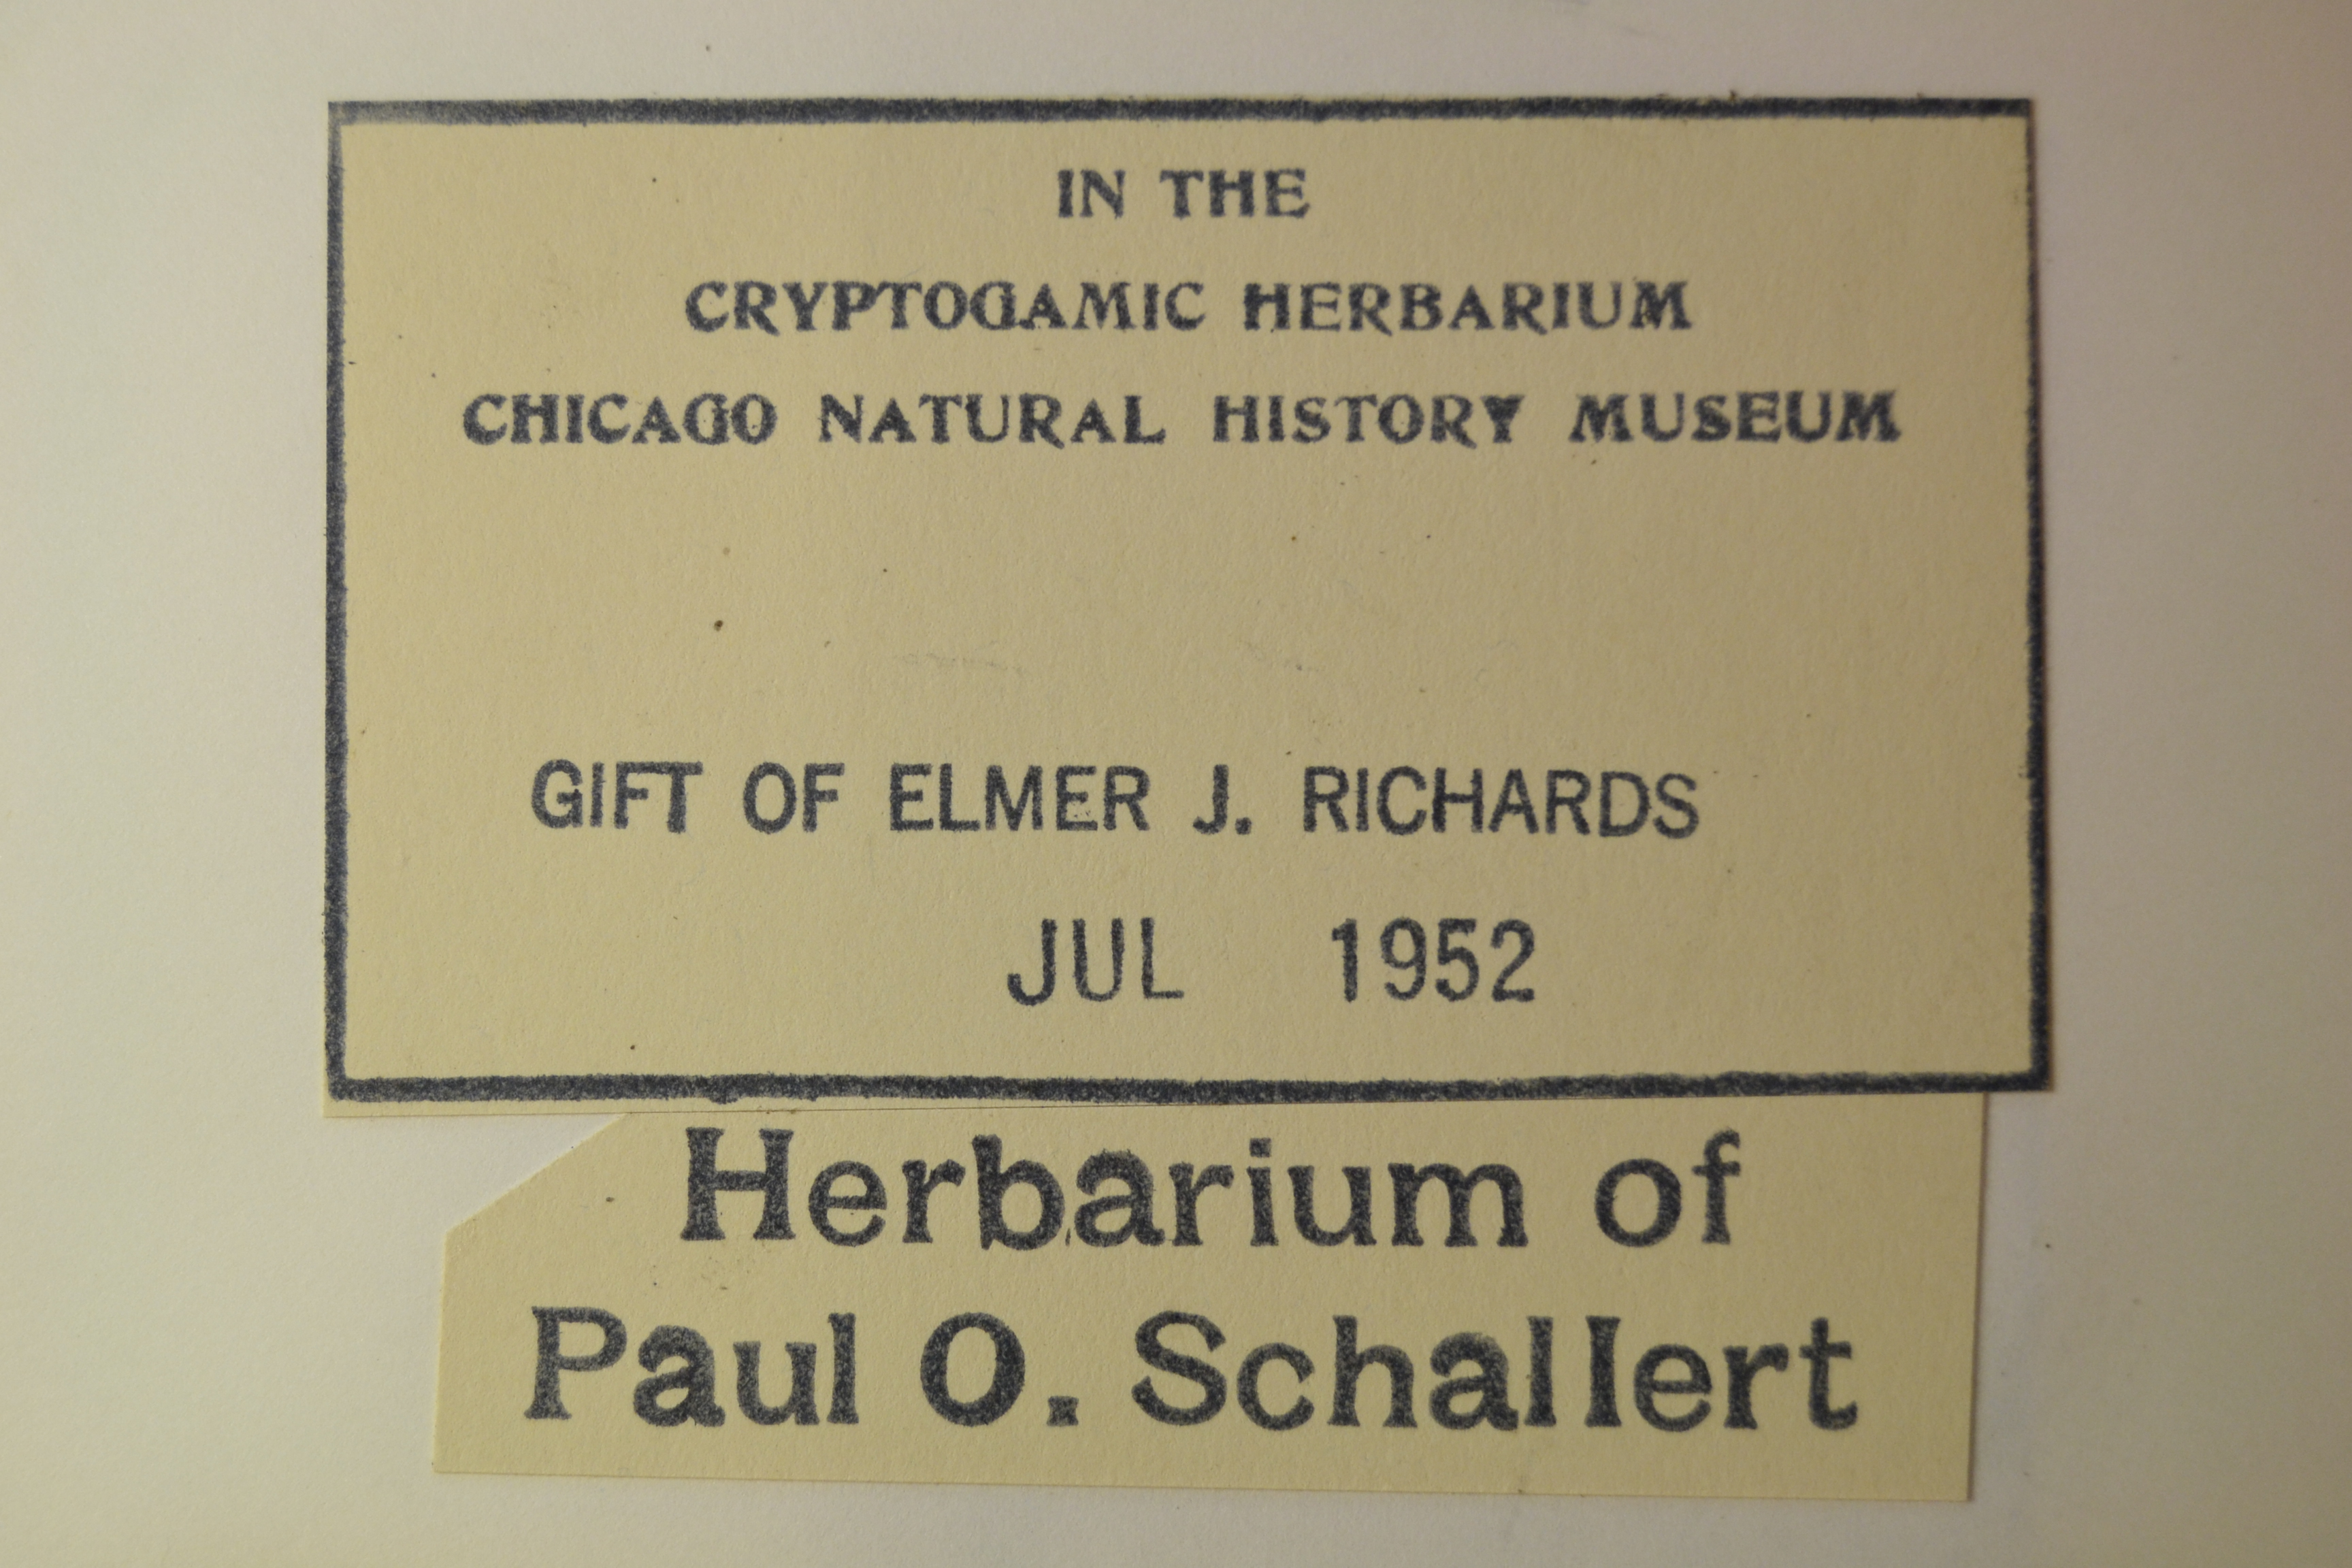 IN THE
CRYPTOGAMIC HERBARIUM
CHICAGO NATURAL HISTORY MUSEUM
GIFT OF ELMER J. RICHARDS
JUL 1952
Herbarium of
Paul O. Schallert